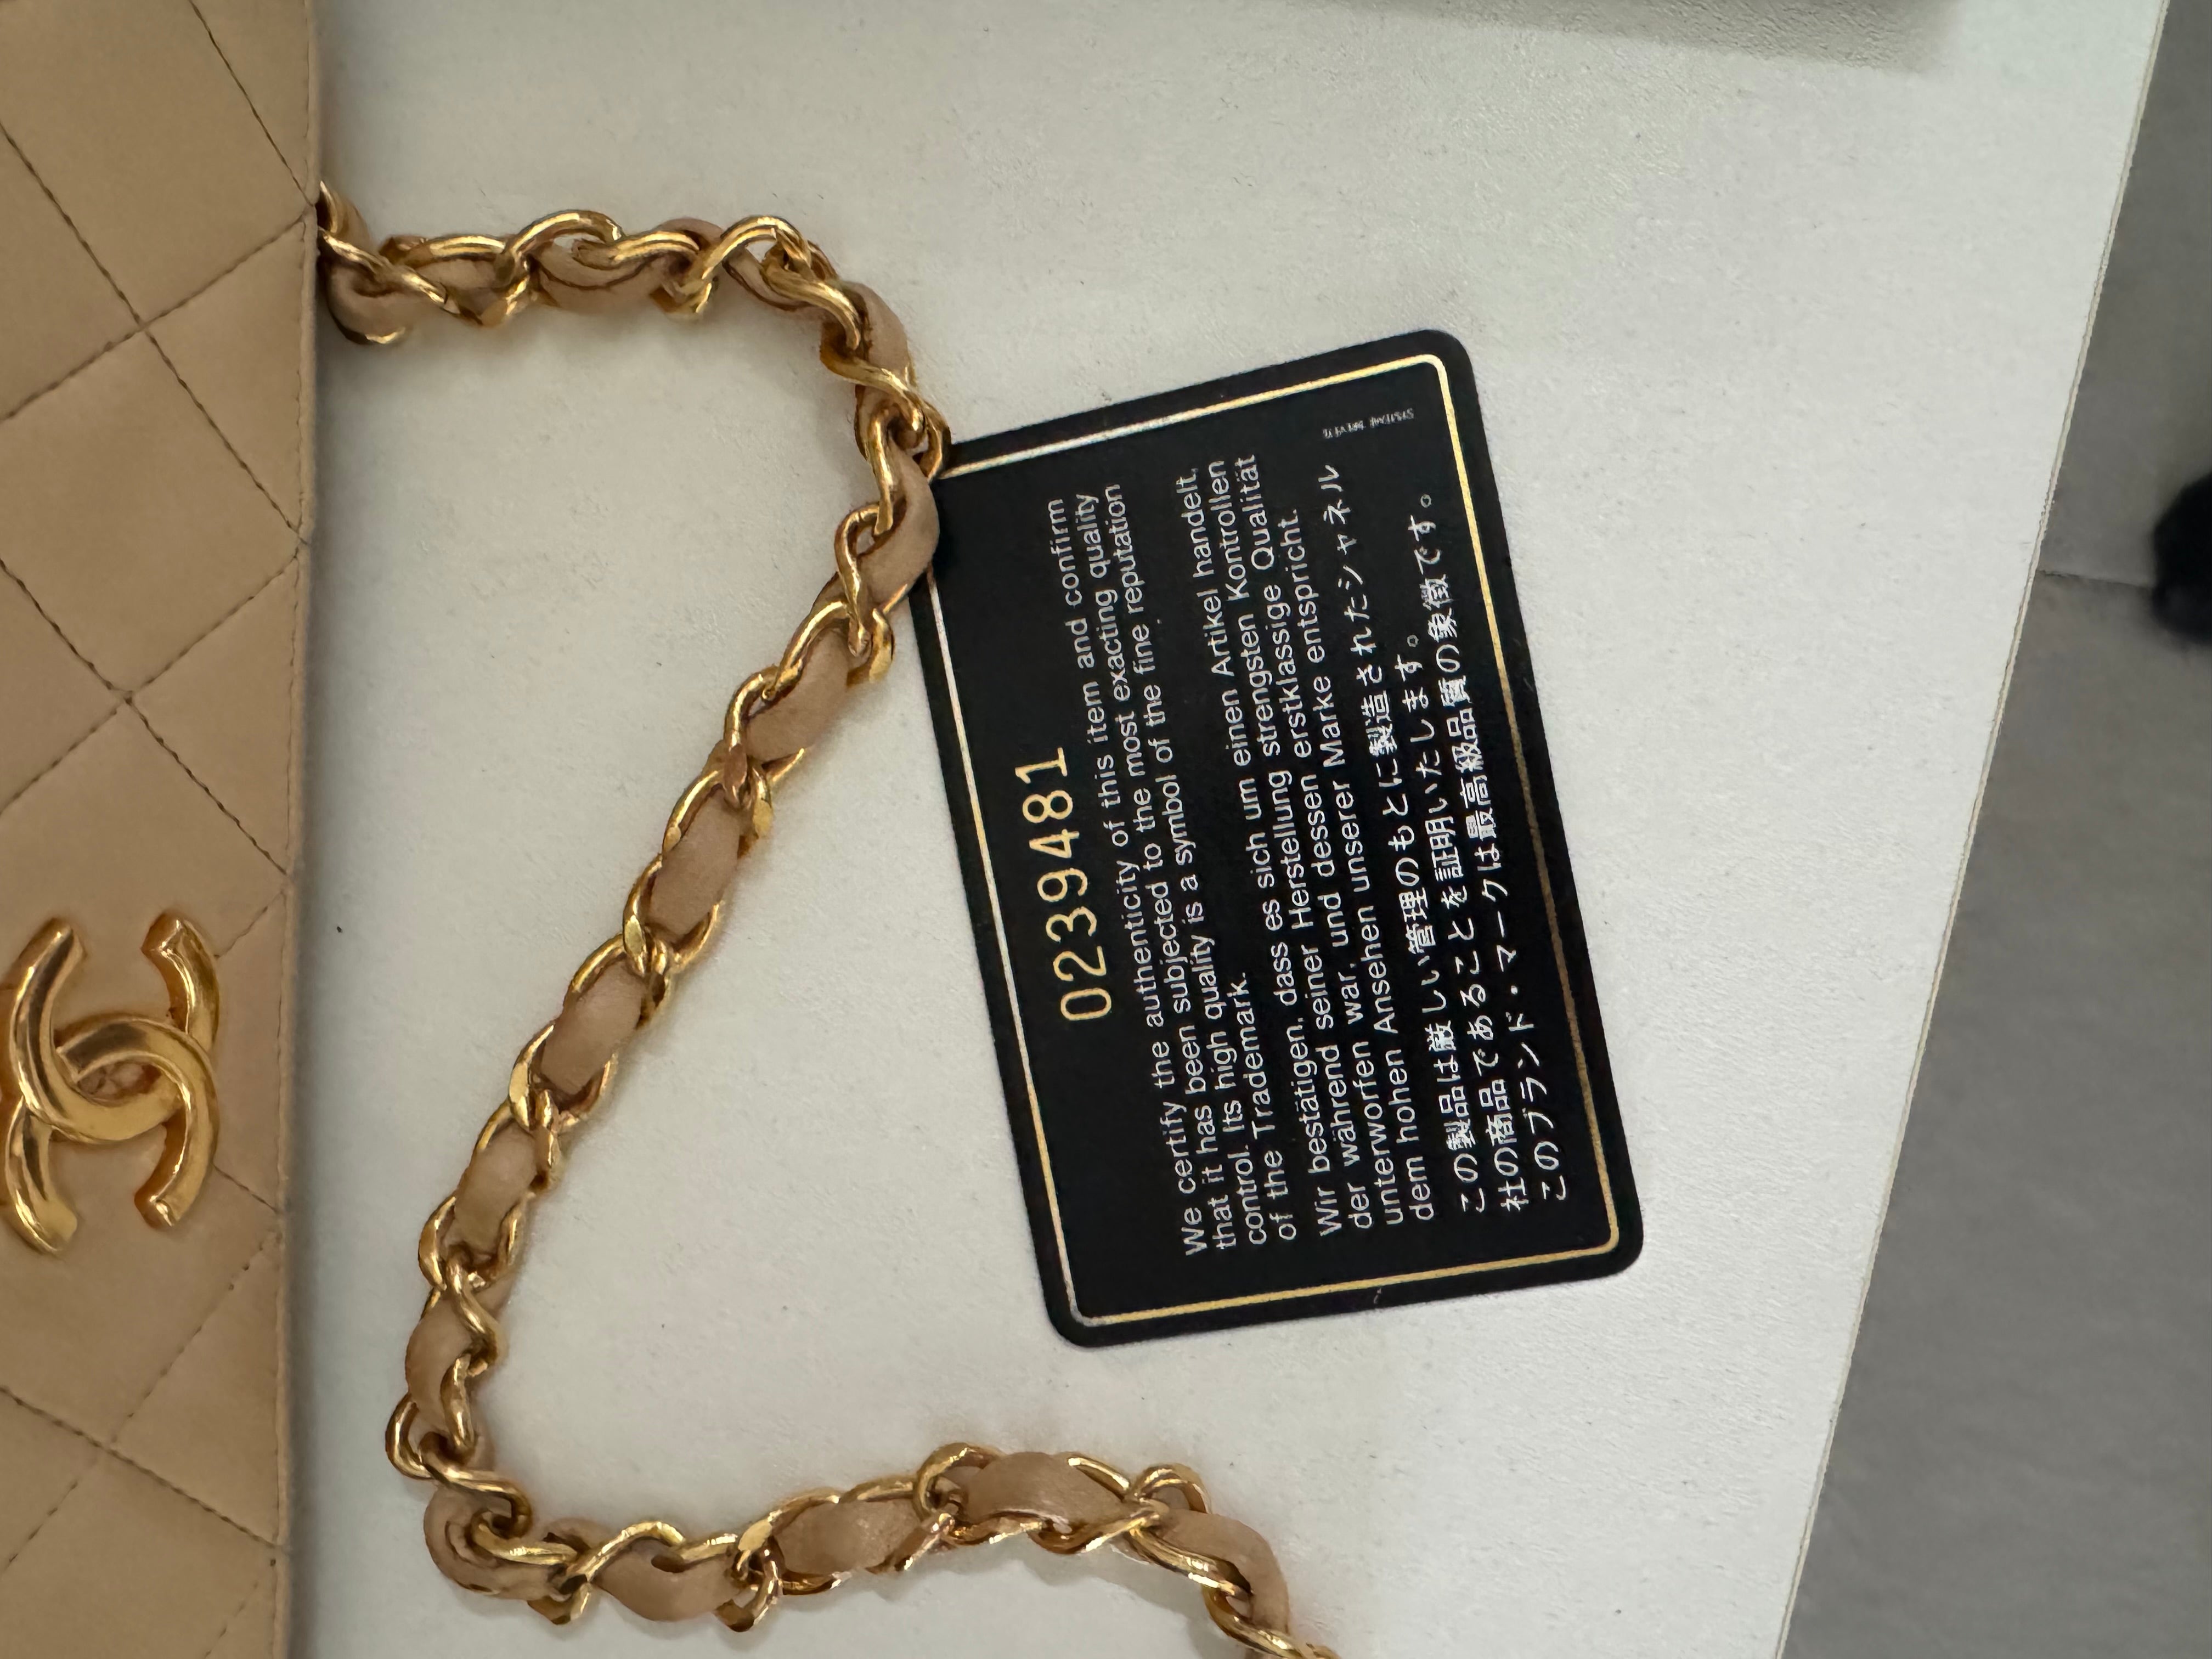 0239481
We certify the authenticity of this item and confirm
that it has been subjected to the most exacting quality
control. Its high quality is a symbol of the fine reputation
of the Trademark.
Wir bestätigen, dass es sich um einen Artikel handelt,
der während seiner Herstellung strengsten Kontrollen
unterworfen war, und dessen erstklassige Qualität
dem hohen Ansehen unserer Marke entspricht.
この製品は厳しい管理のもとに製造されたシャネル
社の商品であることを証明いたします。
このブランド・マークは最高級品質の象徴です。
SYSTEME BREVETE